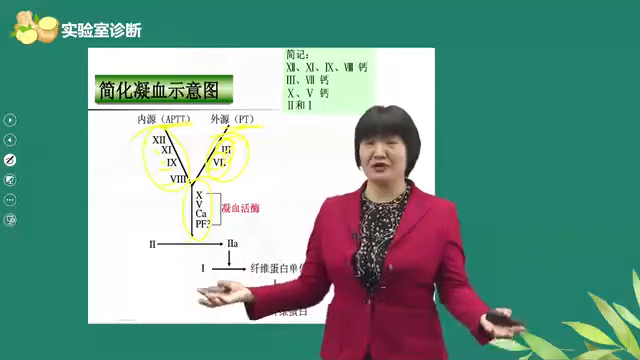 实验室诊断
简记：
Ⅻ、Ⅺ、Ⅸ、Ⅷ 钙
Ⅲ、Ⅶ 钙
Ⅹ、Ⅴ 钙
Ⅱ和Ⅰ
简化凝血示意图
内源（APTT） 外源（PT）
XII
XI
IX
VIII
III
VII
X
V
Ca
PF3
凝血活酶
II IIa
I 纤维蛋白单